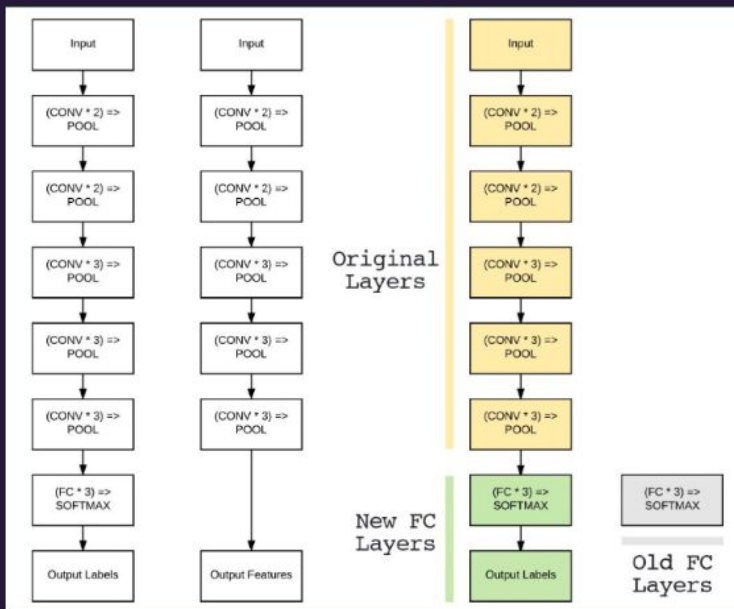 Input
(CONV * 2) =>
POOL
(CONV * 2) =>
POOL
(CONV * 3) =>
POOL
(CONV * 3) =>
POOL
(CONV * 3) =>
POOL
(FC * 3) =>
SOFTMAX
Output Labels
Input
(CONV * 2) =>
POOL
(CONV * 2) =>
POOL
(CONV * 3) =>
POOL
(CONV * 3) =>
POOL
(CONV * 3) =>
POOL
Output Features
Original
Layers
New FC
Layers
Input
(CONV * 2) =>
POOL
(CONV * 2) =>
POOL
(CONV * 3) =>
POOL
(CONV * 3) =>
POOL
(CONV * 3) =>
POOL
(FC * 3) =>
SOFTMAX
Output Labels
(FC * 3) =>
SOFTMAX
Old FC
Layers